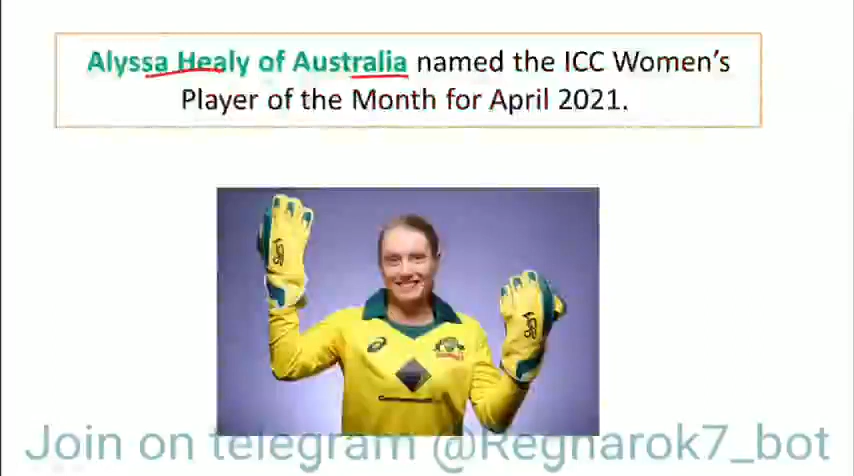 Alyssa Healy of Australia named the ICC Women's
Player of the Month for April 2021.
Join on telegram @Regnarok7_bot